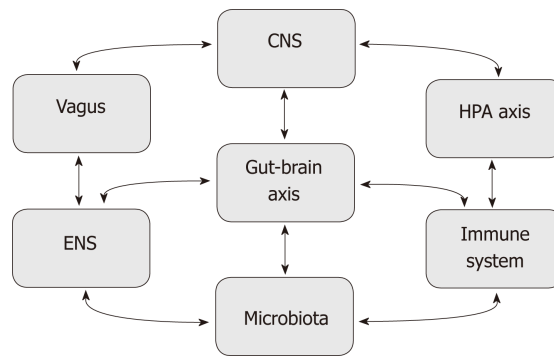 CNS
Vagus
HPA axis
Gut-brain
axis
ENS
Immune
system
Microbiota